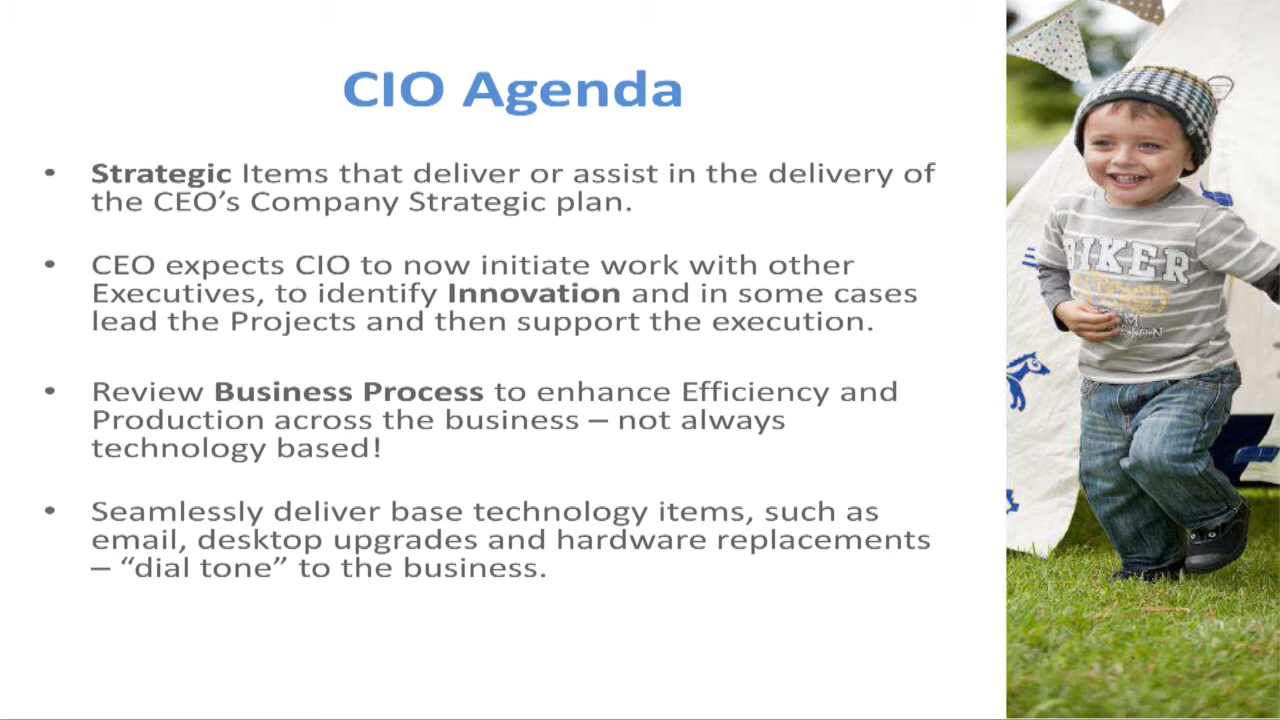 CIO Agenda
• Strategic Items that deliver or assist in the delivery of
the CEO’s Company Strategic plan.
• CEO expects CIO to now initiate work with other
Executives, to identify Innovation and in some cases
lead the Projects and then support the execution.
• Review Business Process to enhance Efficiency and
Production across the business – not always
technology based!
• Seamlessly deliver base technology items, such as
email, desktop upgrades and hardware replacements
– “dial tone” to the business.
BIKER